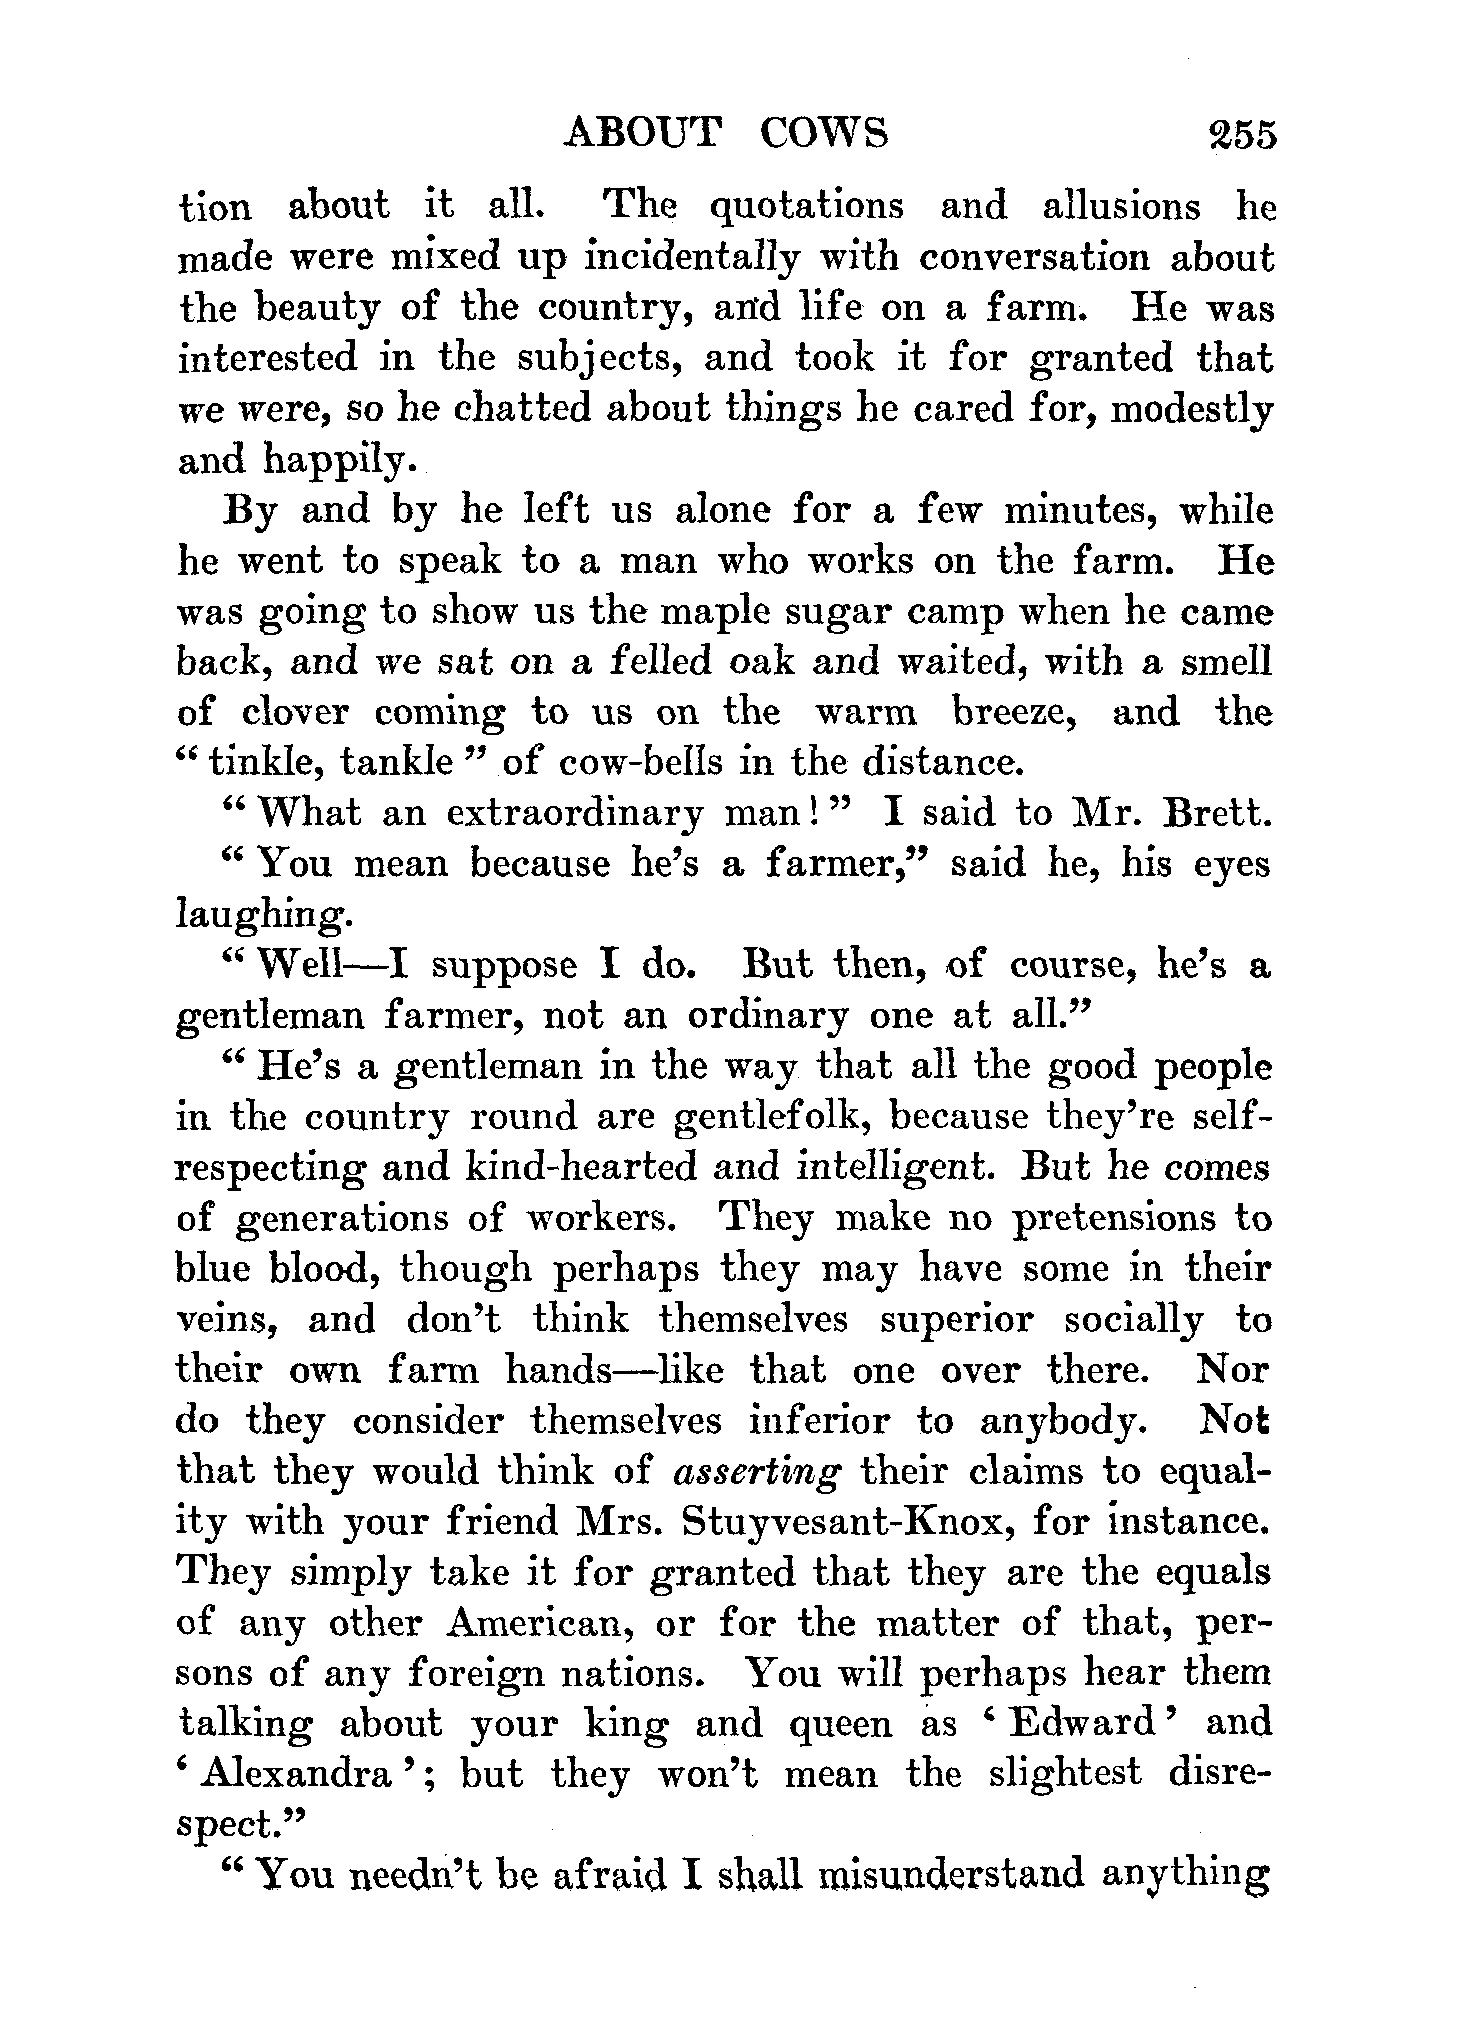 ABOUT COWS 255
tion about it all. The quotations and allusions he
made were mixed up incidentally with conversation about
the beauty of the country, and life on a farm. He was
interested in the subjects, and took it for granted that
we were, so he chatted about things he cared for, modestly
and happily.
By and by he left us alone for a few minutes, while
he went to speak to a man who works on the farm. He
was going to show us the maple sugar camp when he came
back, and we sat on a felled oak and waited, with a smell
of clover coming to us on the warm breeze, and the
“tinkle, tankle” of cow-bells in the distance.
“What an extraordinary man!” I said to Mr. Brett.
“You mean because he’s a farmer,” said he, his eyes
laughing.
“Well—I suppose I do. But then, of course, he’s a
gentleman farmer, not an ordinary one at all.”
“He’s a gentleman in the way that all the good people
in the country round are gentlefolk, because they’re self-
respecting and kind-hearted and intelligent. But he comes
of generations of workers. They make no pretensions to
blue blood, though perhaps they may have some in their
veins, and don’t think themselves superior socially to
their own farm hands—like that one over there. Nor
do they consider themselves inferior to anybody. Not
that they would think of asserting their claims to equal-
ity with your friend Mrs. Stuyvesant-Knox, for instance.
They simply take it for granted that they are the equals
of any other American, or for the matter of that, per-
sons of any foreign nations. You will perhaps hear them
talking about your king and queen as ‘Edward’ and
‘Alexandra’; but they won’t mean the slightest disre-
spect.”
“You needn’t be afraid I shall misunderstand anything